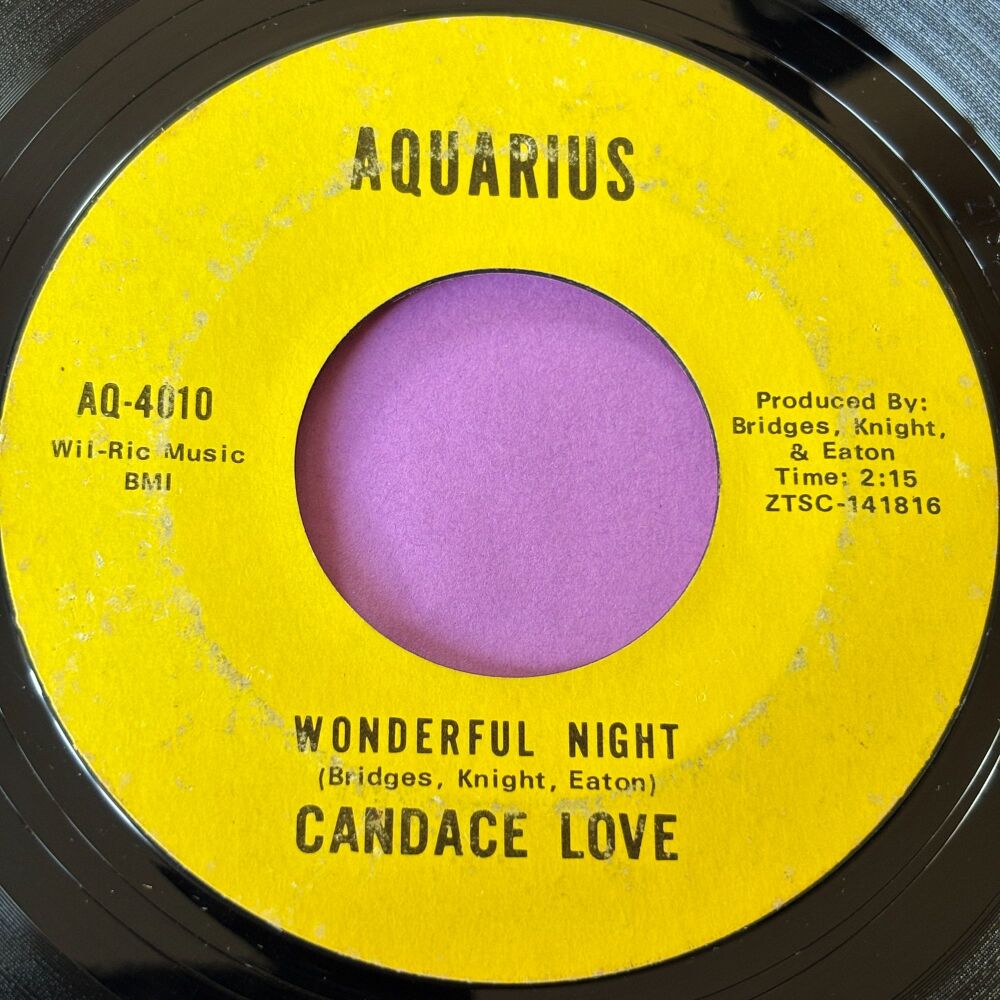 AQUARIUS
AQ-4010
Wil-Ric Music
BMI
Produced By:
Bridges, Knight,
& Eaton
Time: 2:15
ZTSC-141816
WONDERFUL NIGHT
(Bridges, Knight, Eaton)
CANDACE LOVE